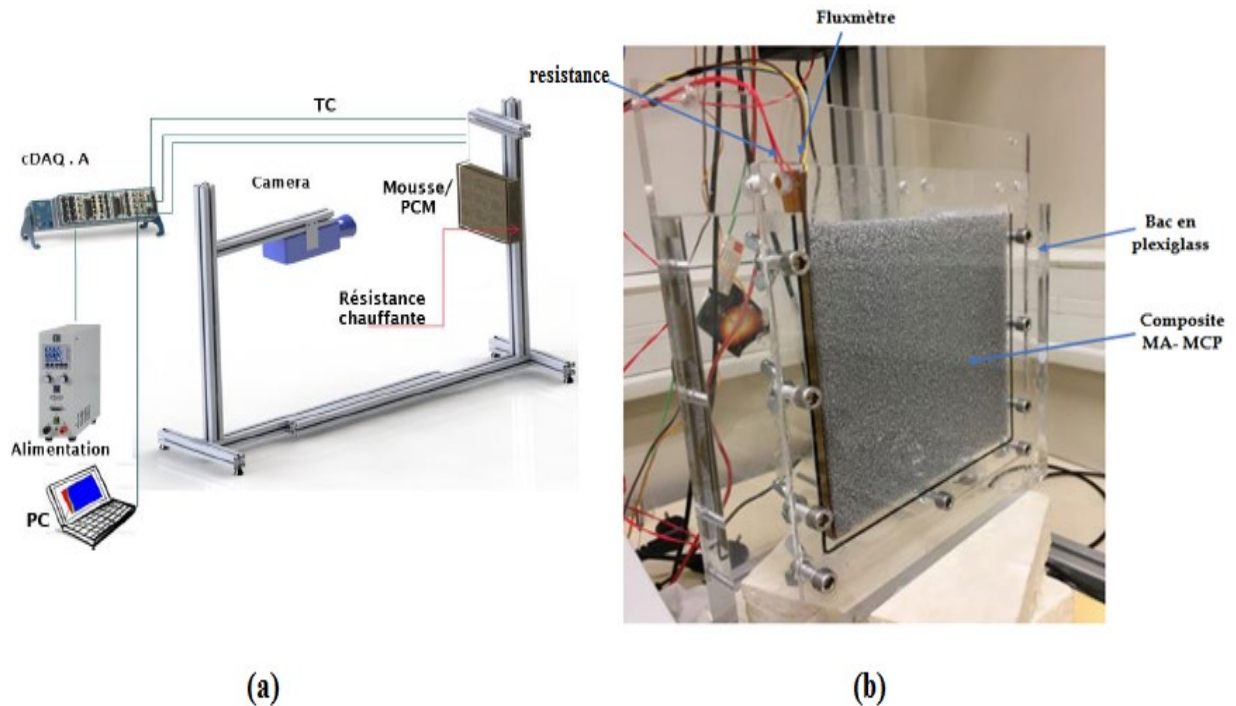 TC
cDAQ . A
Camera
Mousse/
PCM
Résistance
chauffante
Alimentation
PC
(a)
Fluxmètre
resistance
Bac en
plexiglass
Composite
MA- MCP
(b)